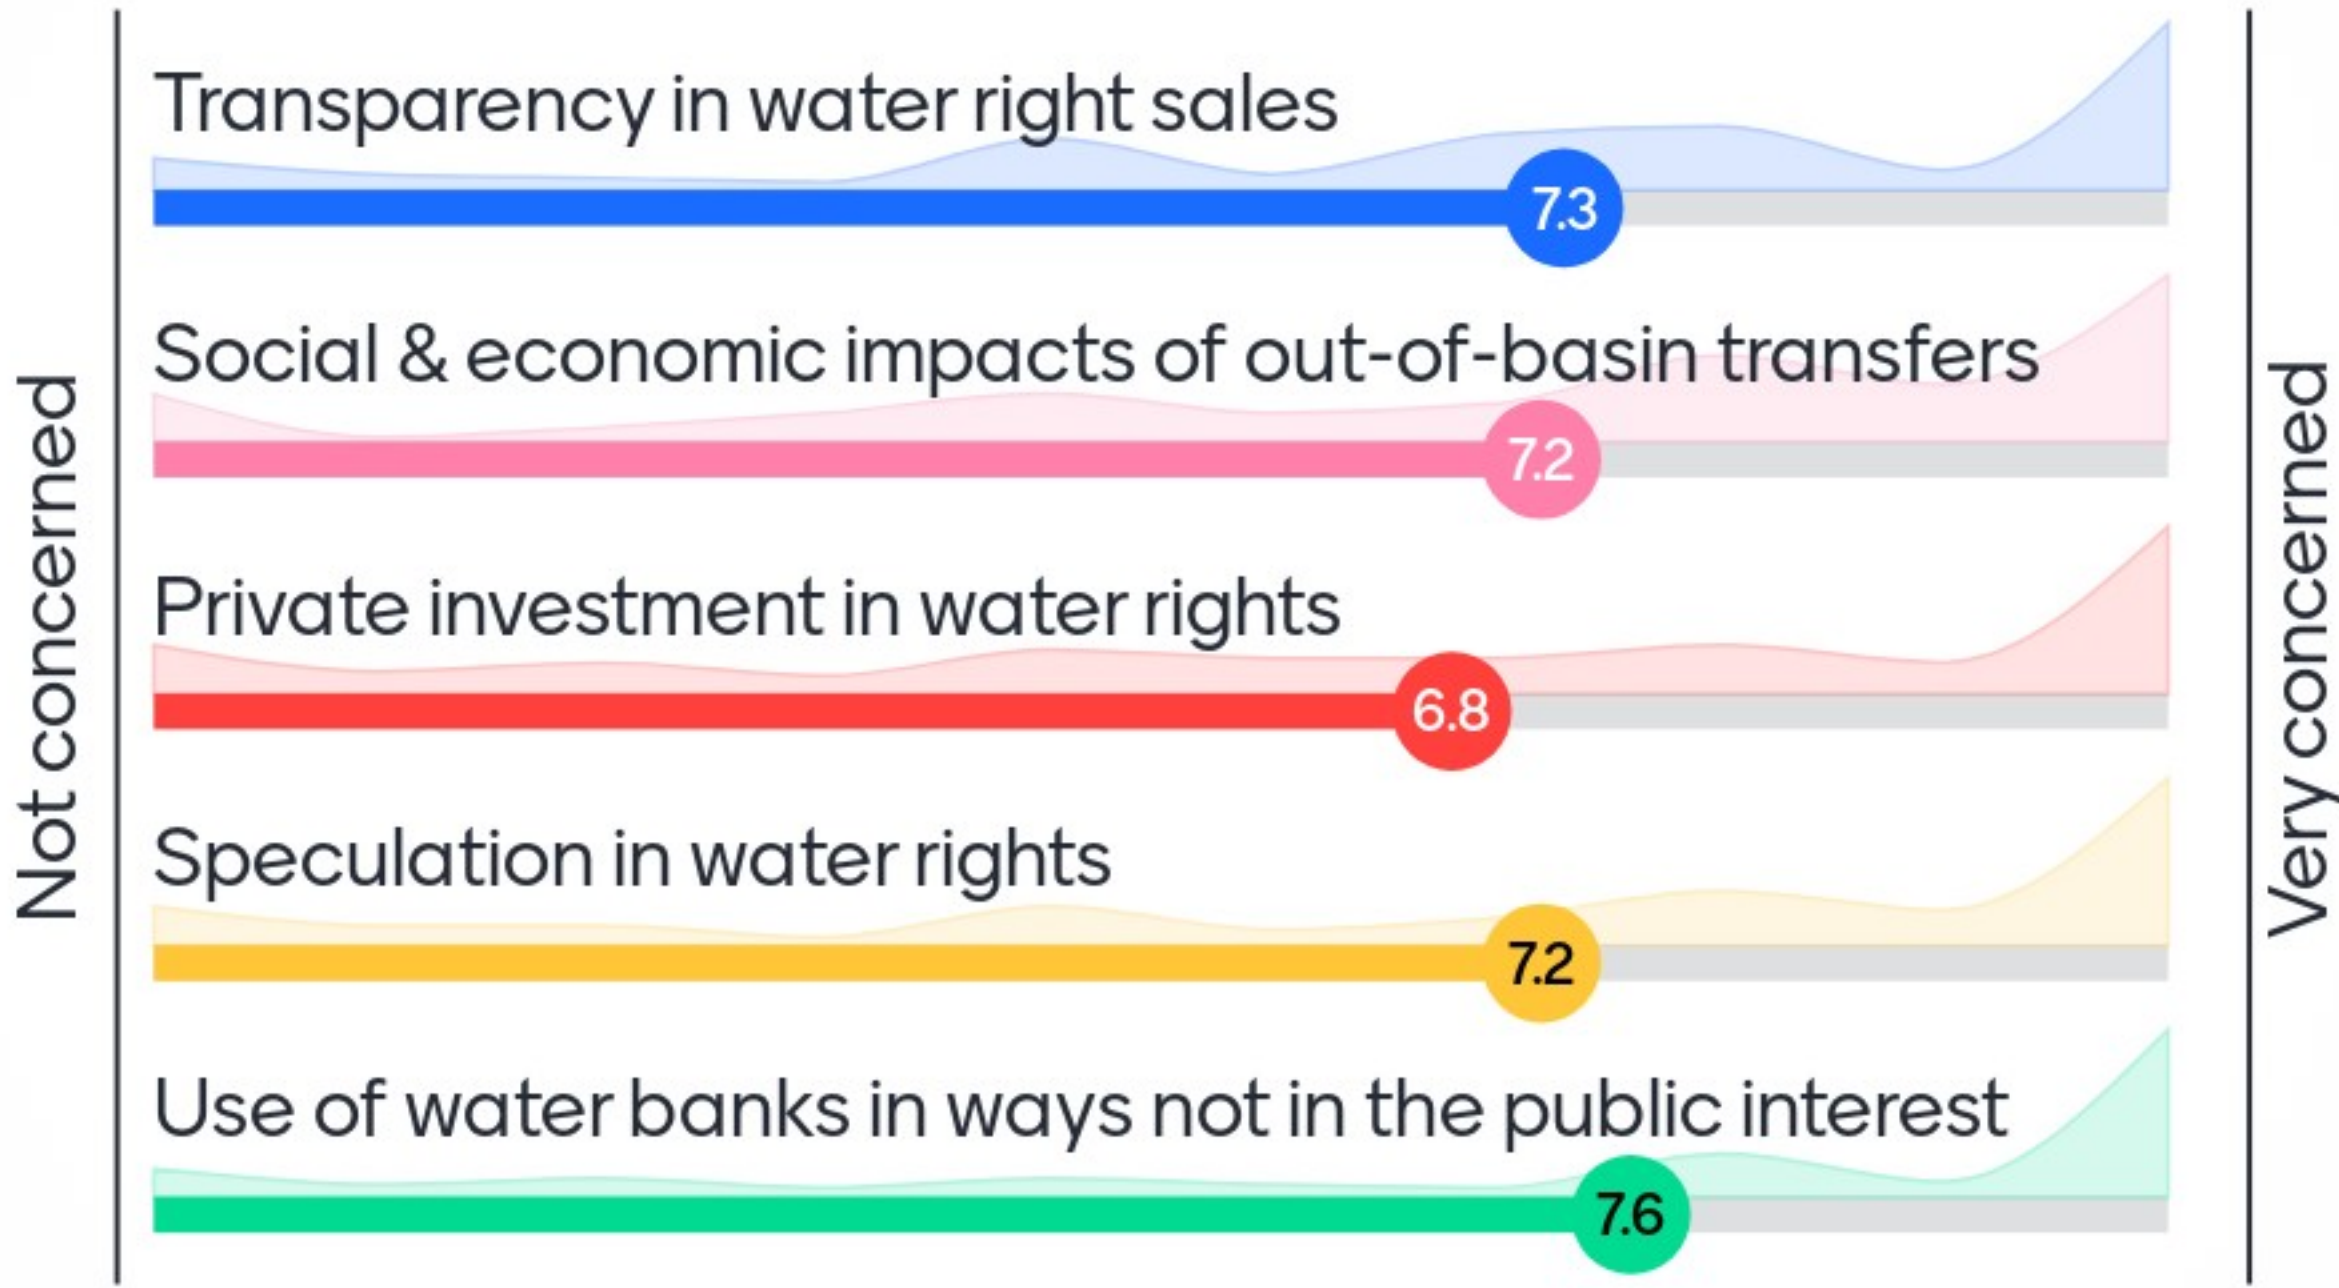 Transparency in water right sales
7.3
Social & economic impacts of out-of-basin transfers
7.2
Private investment in water rights
6.8
Speculation in water rights
7.2
Use of water banks in ways not in the public interest
7.6
Not concerned
Very concerned